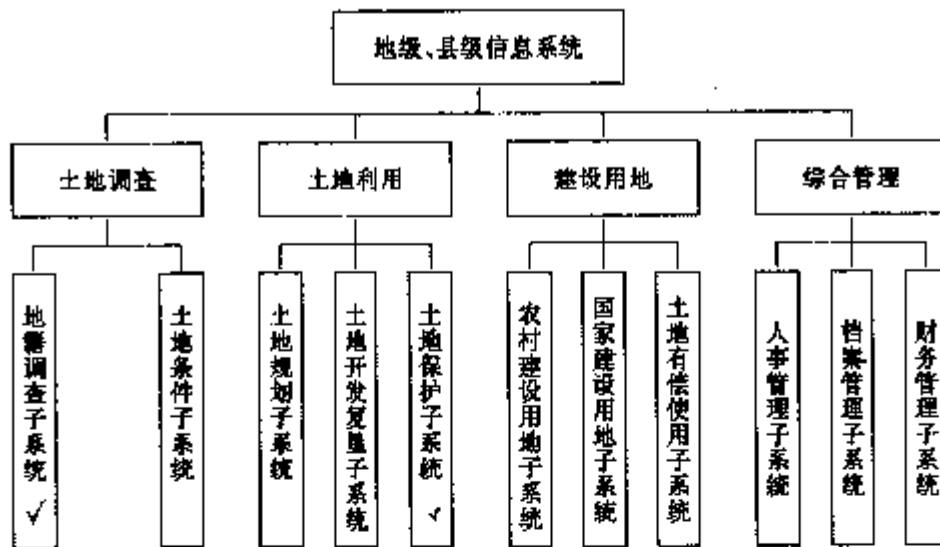 地级、县级信息系统
土地调查
土地利用
建设用地
综合管理
地籍调查子系统 √
土地条件子系统
土地规划子系统
土地开发复垦子系统
土地保护子系统 √
农村建设用地子系统
国家建设用地子系统
土地有偿使用子系统
人事管理子系统
档案管理子系统
财务管理子系统